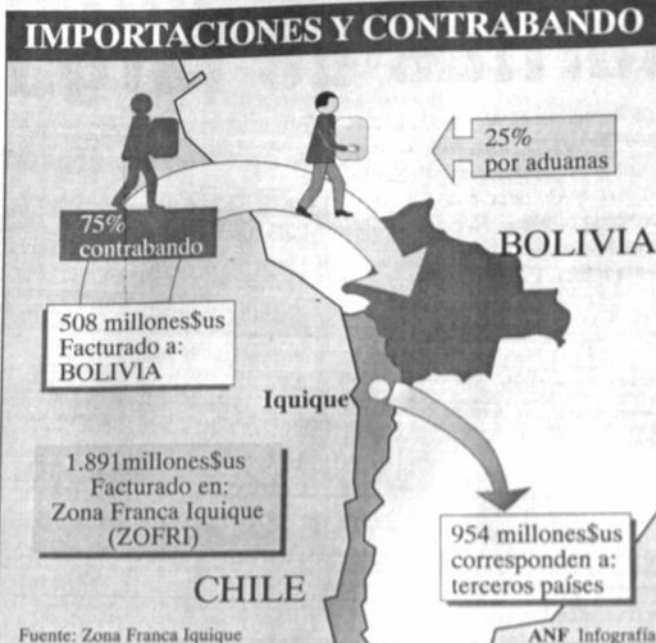 IMPORTACIONES Y CONTRABANDO
25%
por aduanas
75%
contrabando
BOLIVIA
508 millones$us
Facturado a:
BOLIVIA
Iquique
1.891millones$us
Facturado en:
Zona Franca Iquique
(ZOFRI)
954 millones$us
corresponden a:
terceros países
CHILE
Fuente: Zona Franca Iquique
ANF Infografía